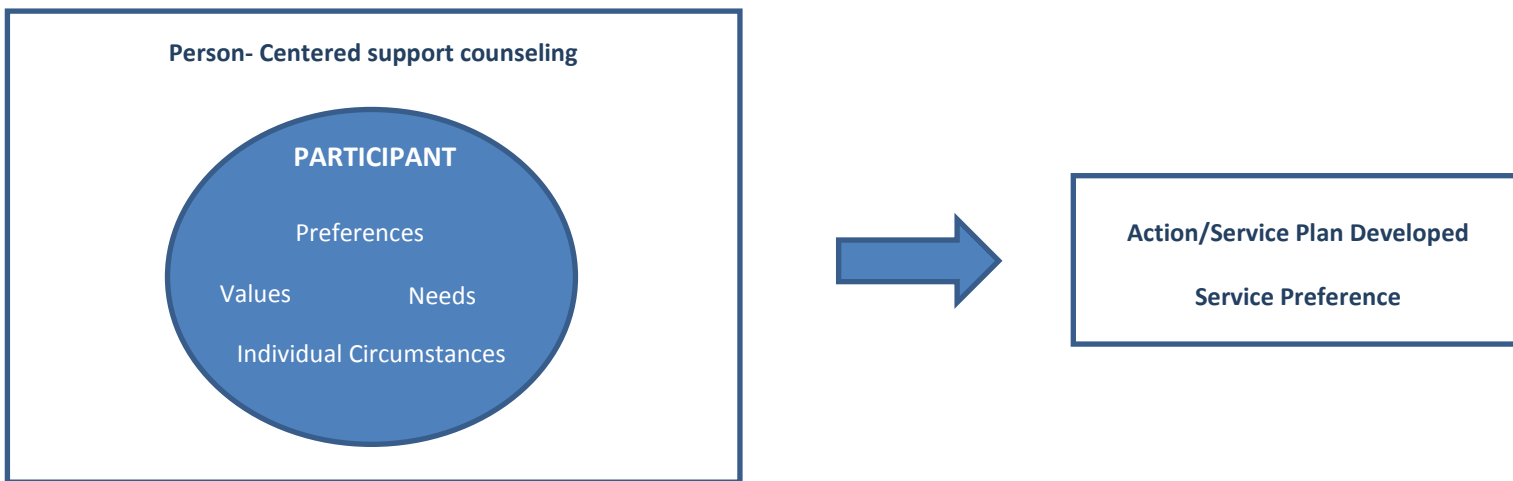 Person- Centered support counseling
PARTICIPANT
Preferences
Values Needs
Individual Circumstances
Action/Service Plan Developed
Service Preference